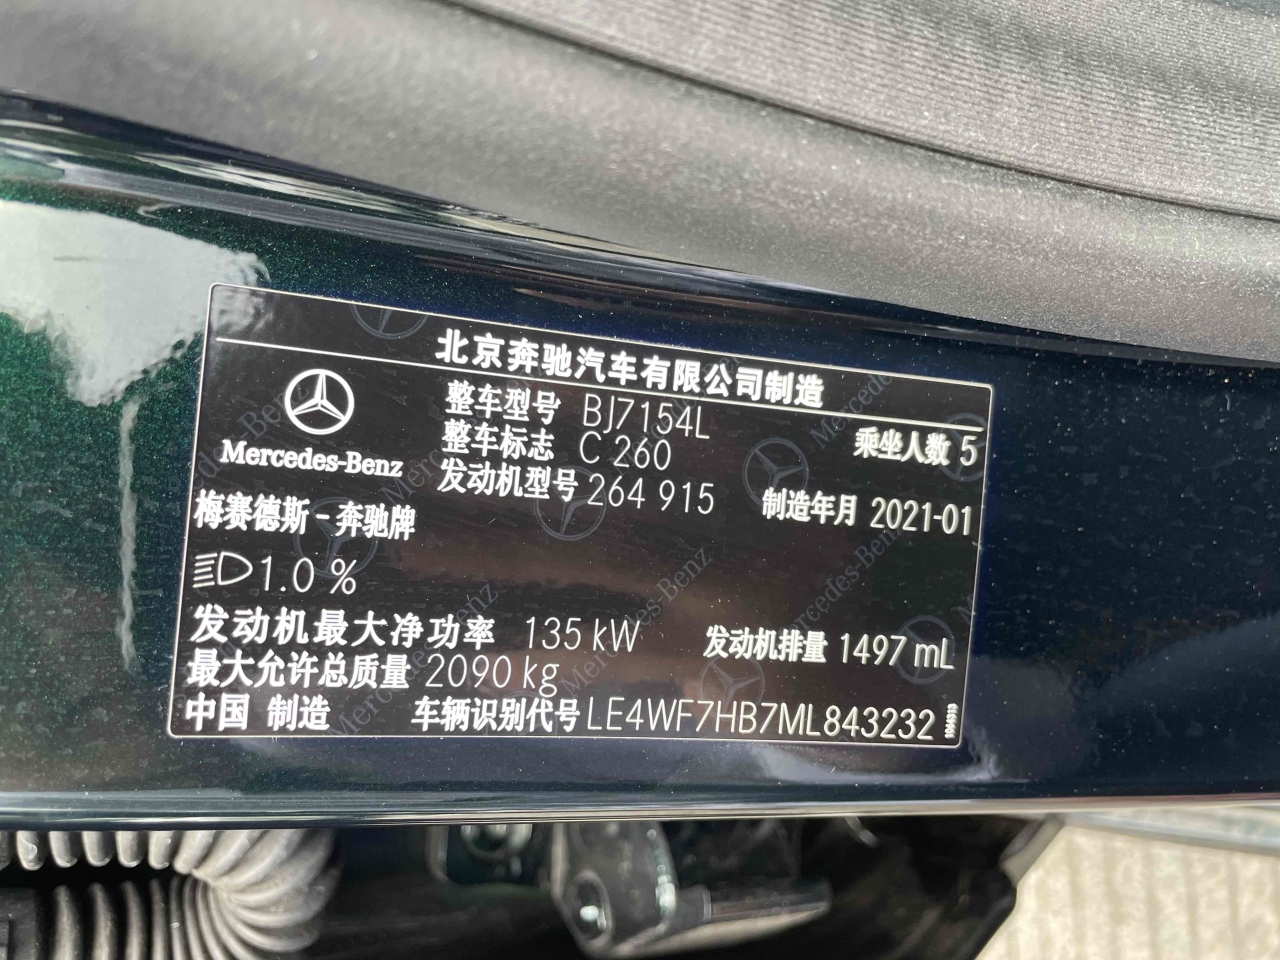 北京奔驰汽车有限公司制造
整车型号 BJ7154L
整车标志 C 260
乘坐人数 5
发动机型号 264 915
制造年月 2021-01
Mercedes-Benz
梅赛德斯-奔驰牌
1.0 %
发动机最大净功率 135 kW
发动机排量 1497 mL
最大允许总质量 2090 kg
中国 制造
车辆识别代号 LE4WF7HB7ML843232